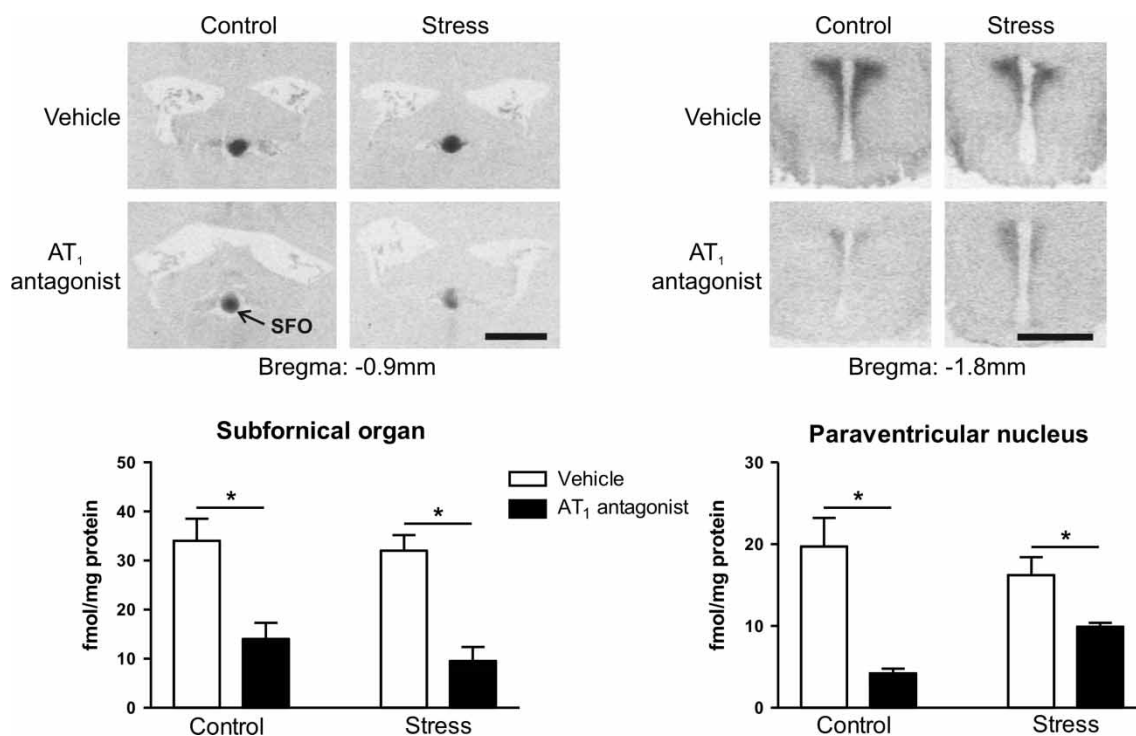 Control Stress
Vehicle
AT1
antagonist
SFO
Bregma: -0.9mm
Control Stress
Vehicle
AT1
antagonist
Bregma: -1.8mm
Subfornical organ
fmol/mg protein
50
40
30
20
10
0
*
*
Control Stress
Vehicle
AT1 antagonist
Paraventricular nucleus
fmol/mg protein
30
20
10
0
*
*
Control Stress